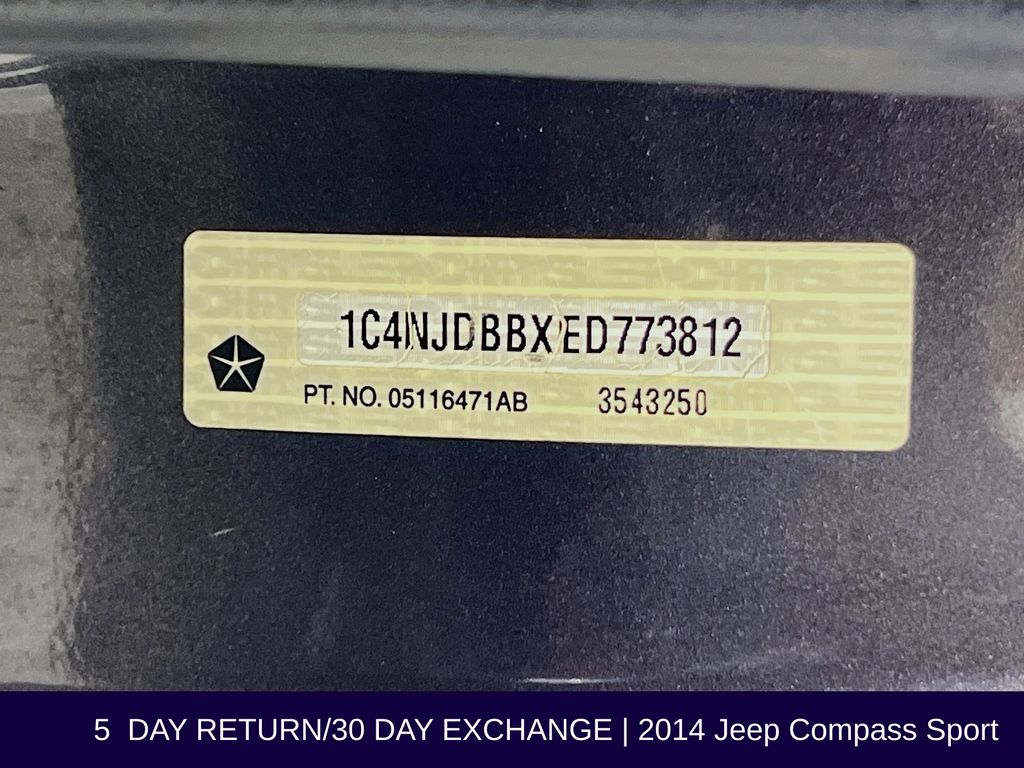 1C4NJDBBXED773812
PT. NO. 05116471AB 3543250
5 DAY RETURN/30 DAY EXCHANGE | 2014 Jeep Compass Sport